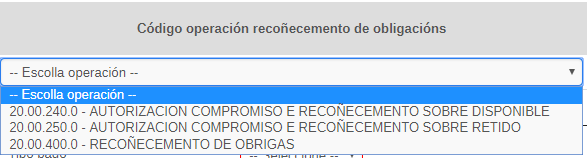 Código operación recoñecemento de obligacións
-- Escolla operación --
-- Escolla operación --
20.00.240.0 - AUTORIZACION COMPROMISO E RECOÑECEMENTO SOBRE DISPONIBLE
20.00.250.0 - AUTORIZACION COMPROMISO E RECOÑECEMENTO SOBRE RETIDO
20.00.400.0 - RECOÑECEMENTO DE OBRIGAS